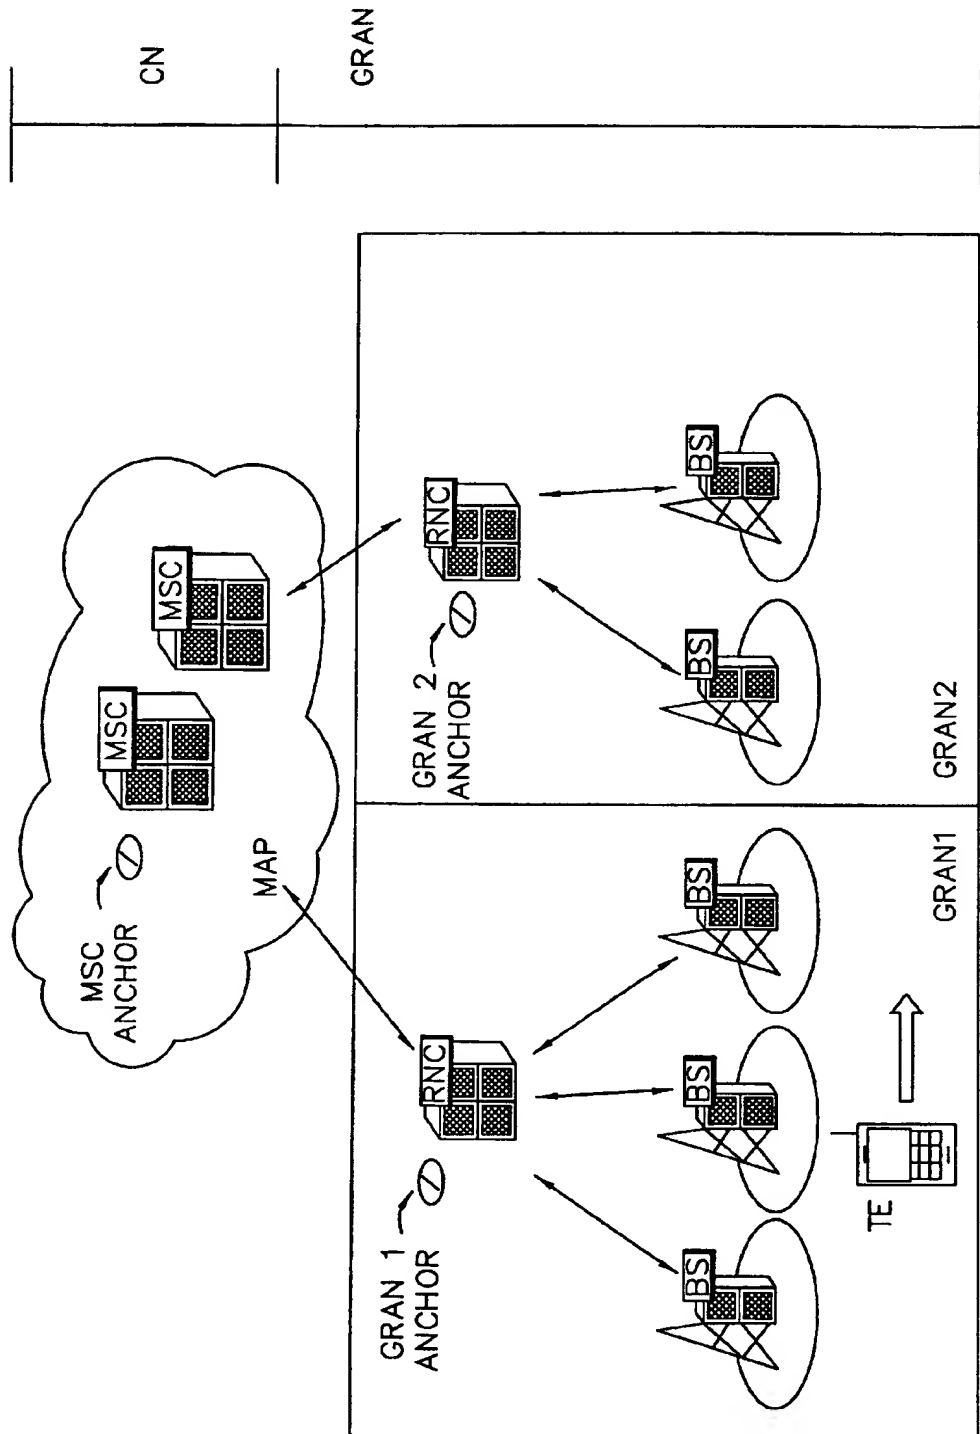 CN
GRAN
MSC
MSC
MSC
ANCHOR
MAP
RNC
GRAN 1
ANCHOR
RNC
GRAN 2
ANCHOR
BS
BS
BS
BS
BS
TE
GRAN1
GRAN2